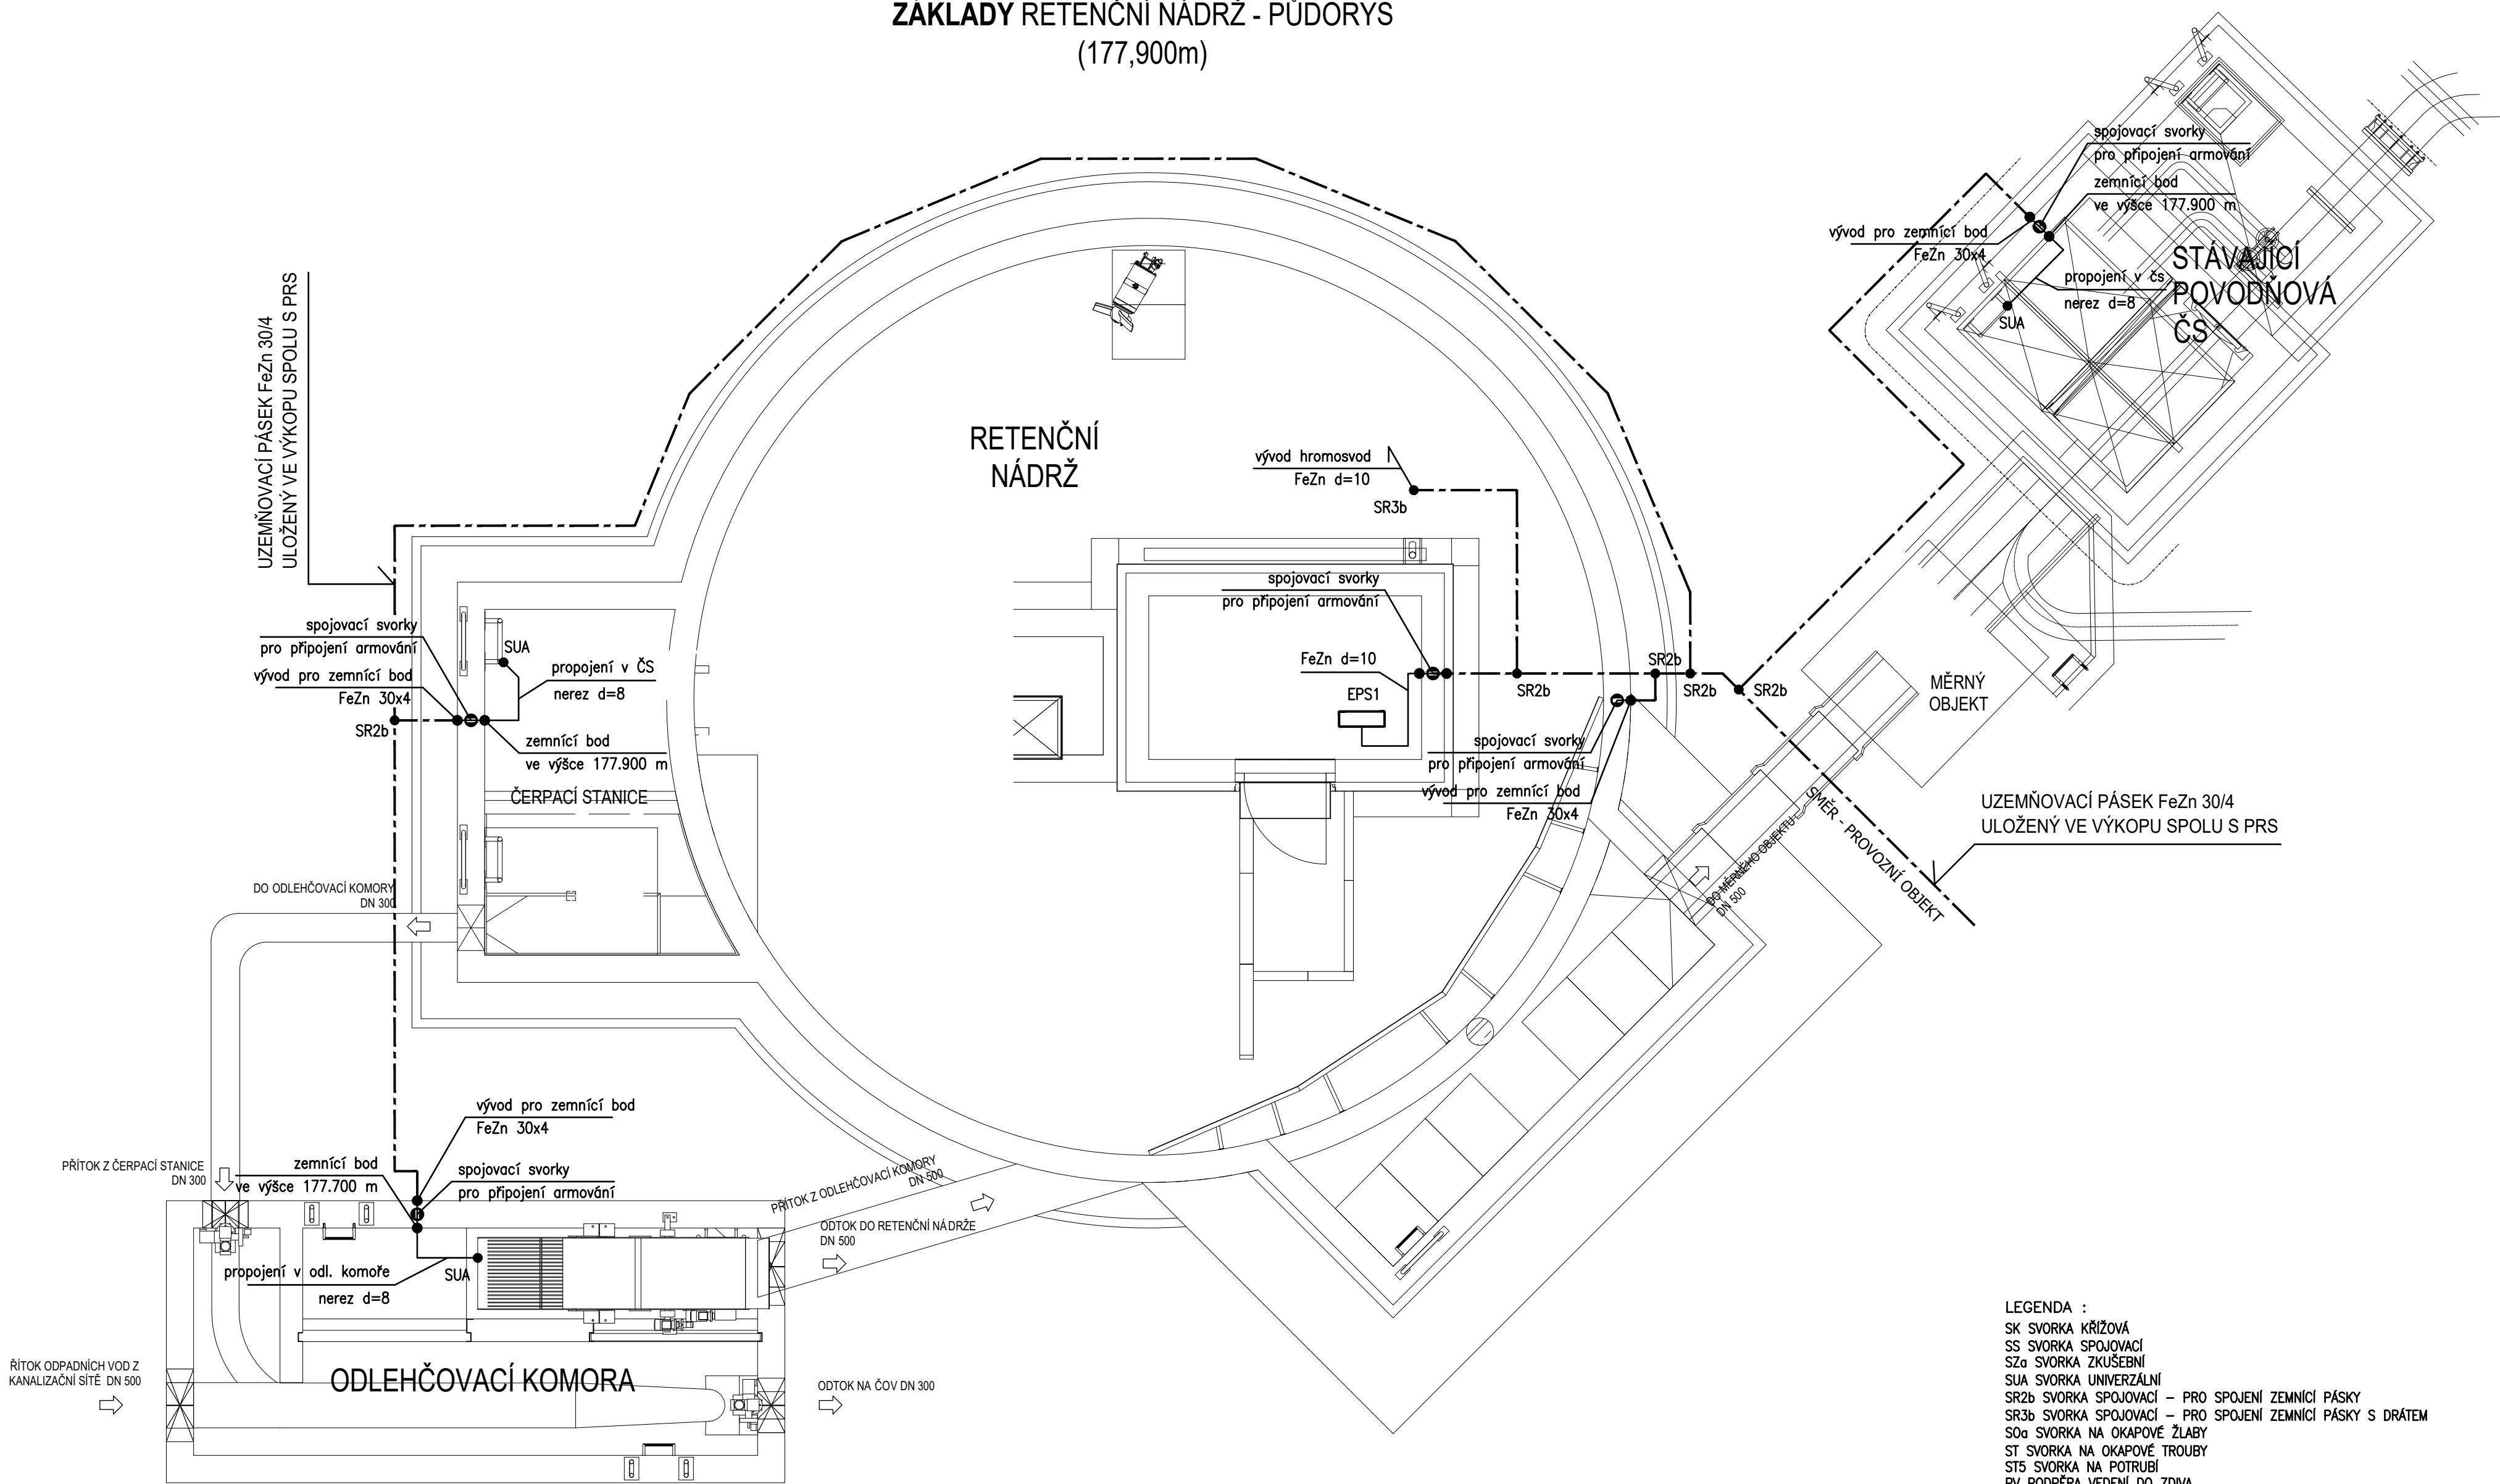 ZÁKLADY RETENČNÍ NÁDRŽ - PŮDORYS
(177,900m)
spojovací svorky
pro připojení armování
zemnící bod
ve výšce 177.900 m
vývod pro zemnící bod
FeZn 30x4
STÁVAJÍCÍ
POVODŇOVÁ
ČS
propojení v čs
nerez d=8
SUA
UZEMŇOVACÍ PÁSEK FeZn 30/4
ULOŽENÝ VE VÝKOPU SPOLU S PRS
RETENČNÍ
NÁDRŽ
vývod hromosvod
FeZn d=10
SR3b
spojovací svorky
pro připojení armování
FeZn d=10
EPS1
SR2b
SR2b
SR2b
SR2b
spojovací svorky
pro připojení armování
vývod pro zemnící bod
FeZn 30x4
spojovací svorky
pro připojení armování
vývod pro zemnící bod
FeZn 30x4
SR2b
SUA
propojení v ČS
nerez d=8
zemnící bod
ve výšce 177.900 m
ČERPACÍ STANICE
MĚRNÝ
OBJEKT
UZEMŇOVACÍ PÁSEK FeZn 30/4
ULOŽENÝ VE VÝKOPU SPOLU S PRS
SMĚR - PROVOZNÍ OBJEKT
DO MĚRNÉHO OBJEKTU
DN 500
DO ODLEHČOVACÍ KOMORY
DN 300
vývod pro zemnící bod
FeZn 30x4
PŘÍTOK Z ČERPACÍ STANICE
DN 300
zemnící bod
ve výšce 177.700 m
spojovací svorky
pro připojení armování
PŘÍTOK Z ODLEHČOVACÍ KOMORY
DN 500
ODTOK DO RETENČNÍ NÁDRŽE
DN 500
propojení v odl. komoře
nerez d=8
SUA
ŘÍTOK ODPADNÍCH VOD Z
KANALIZAČNÍ SÍTĚ DN 500
ODLEHČOVACÍ KOMORA
ODTOK NA ČOV DN 300
LEGENDA :
SK SVORKA KŘÍŽOVÁ
SS SVORKA SPOJOVACÍ
SZa SVORKA ZKUŠEBNÍ
SUA SVORKA UNIVERZÁLNÍ
SR2b SVORKA SPOJOVACÍ – PRO SPOJENÍ ZEMNÍCÍ PÁSKY
SR3b SVORKA SPOJOVACÍ – PRO SPOJENÍ ZEMNÍCÍ PÁSKY S DRÁTEM
SOa SVORKA NA OKAPOVÉ ŽLABY
ST SVORKA NA OKAPOVÉ TROUBY
ST5 SVORKA NA POTRUBÍ
PV PODPĚRA VEDENÍ DO ZDIVA